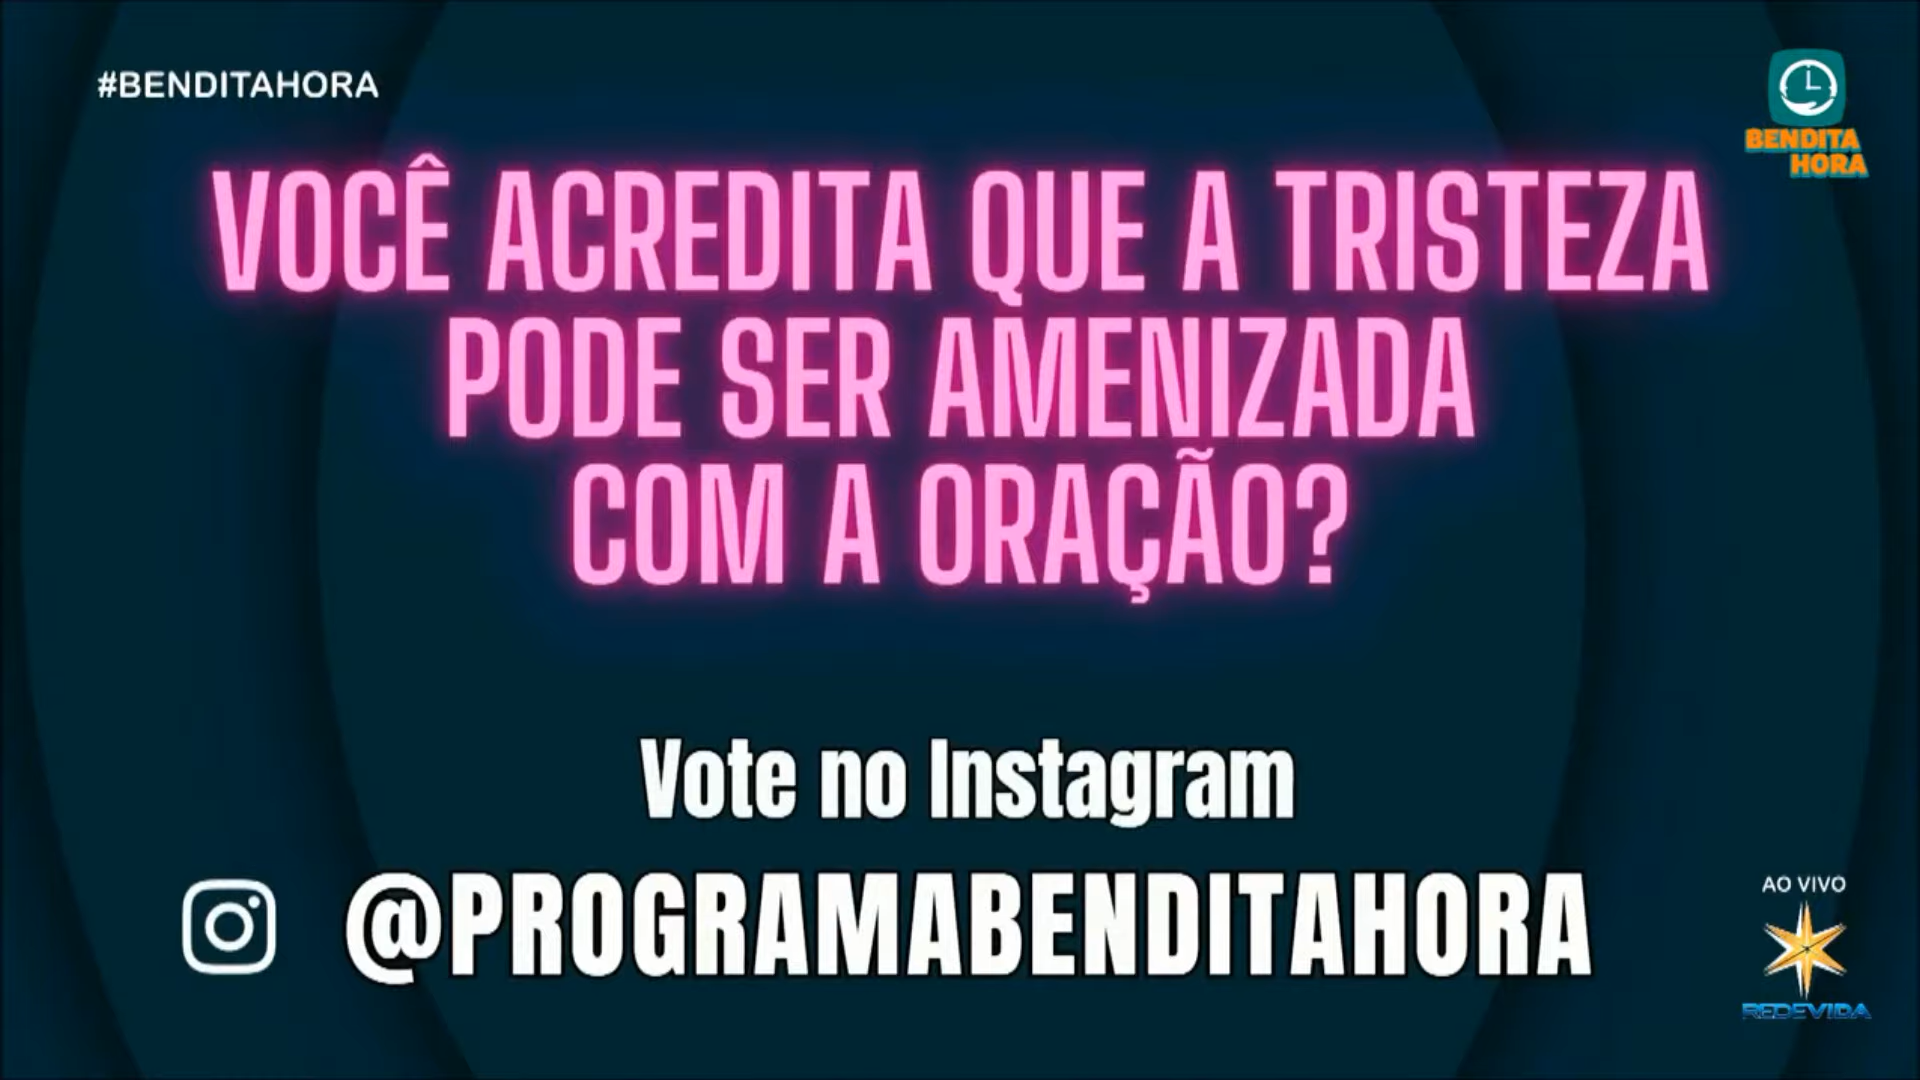 #BENDITAHORA
BENDITA
HORA
VOCÊ ACREDITA QUE A TRISTEZA
PODE SER AMENIZADA
COM A ORAÇÃO?
Vote no Instagram
@PROGRAMABENDITAHORA
AO VIVO
REDEVIDA